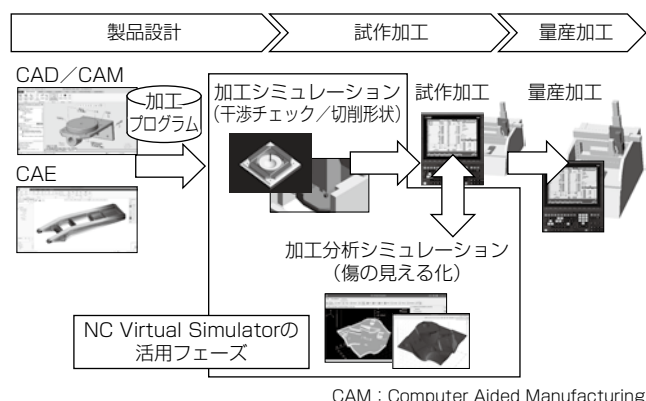 製品設計
試作加工
量産加工
CAD/CAM
加工
プログラム
CAE
加工シミュレーション
(干渉チェック/切削形状)
試作加工
量産加工
加工分析シミュレーション
(傷の見える化)
NC Virtual Simulatorの
活用フェーズ
CAM:Computer Aided Manufacturing